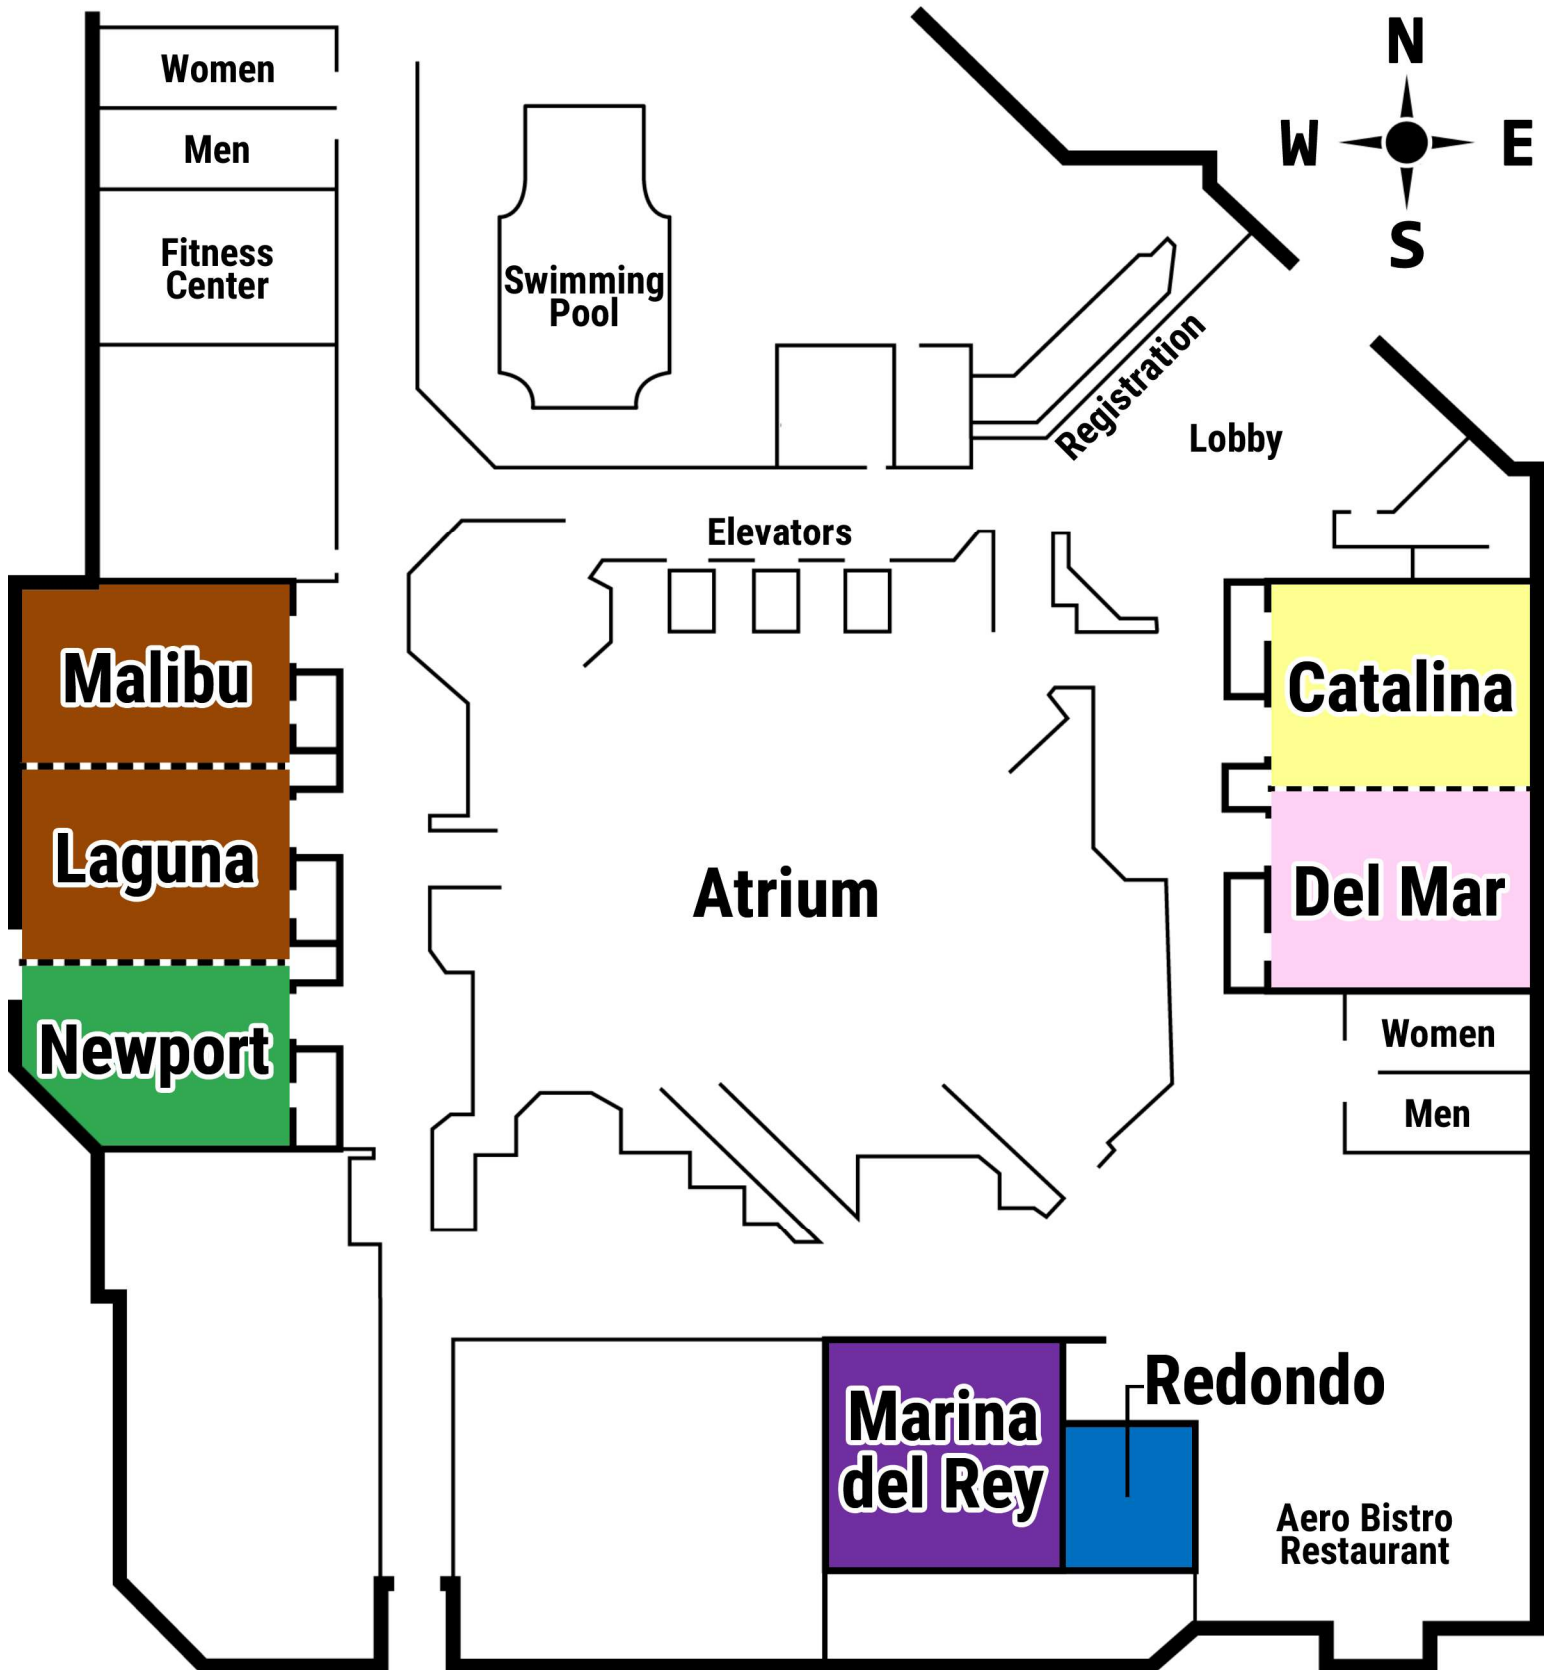 N
W
E
S
Women
Men
Fitness
Center
Swimming
Pool
Registration
Lobby
Elevators
Malibu
Laguna
Newport
Atrium
Catalina
Del Mar
Women
Men
Marina
del Rey
Redondo
Aero Bistro
Restaurant